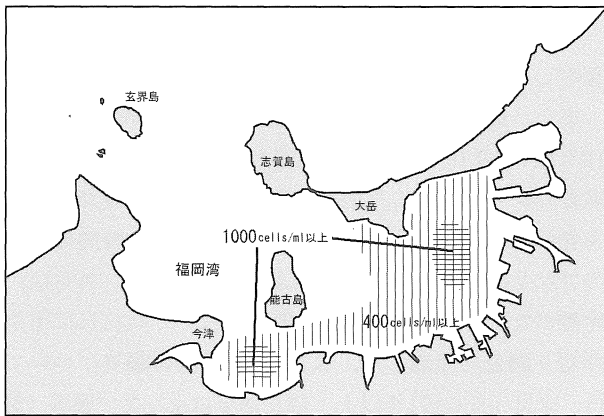 玄界島
志賀島
大岳
1000cells/ml以上
福岡湾
能古島
400cells/ml以上
今津